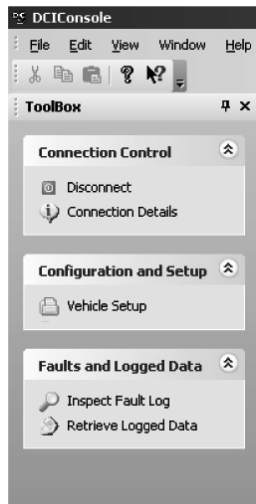 DCIConsole
File Edit View Window Help
ToolBox
Connection Control
Disconnect
Connection Details
Configuration and Setup
Vehicle Setup
Faults and Logged Data
Inspect Fault Log
Retrieve Logged Data